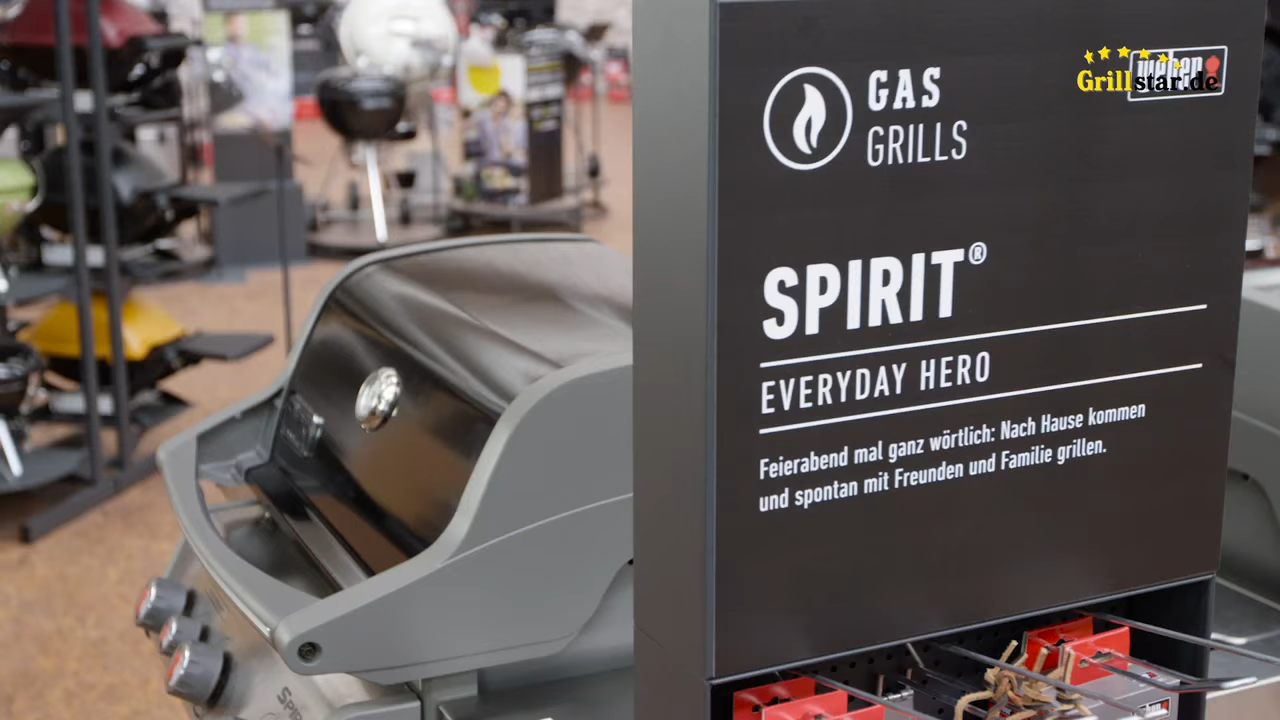 GAS
GRILLS
weber
Grillstar.de
SPIRIT®
EVERYDAY HERO
Feierabend mal ganz wörtlich: Nach Hause kommen
und spontan mit Freunden und Familie grillen.